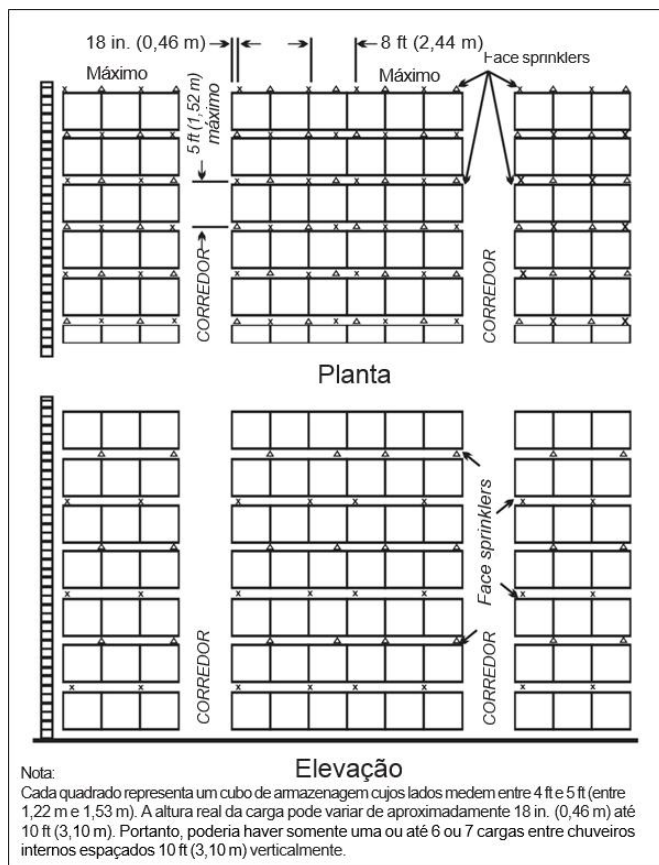 18 in. (0,46 m)
8 ft (2,44 m)
Máximo
Máximo
Face sprinklers
5 ft (1,52 m)
máximo
CORREDOR
CORREDOR
Planta
Face sprinklers
CORREDOR
CORREDOR
Elevação
Nota:
Cada quadrado representa um cubo de armazenagem cujos lados medem entre 4 ft e 5 ft (entre
1,22 m e 1,53 m). A altura real da carga pode variar de aproximadamente 18 in. (0,46 m) até
10 ft (3,10 m). Portanto, poderia haver somente uma ou até 6 ou 7 cargas entre chuveiros
internos espaçados 10 ft (3,10 m) verticalmente.